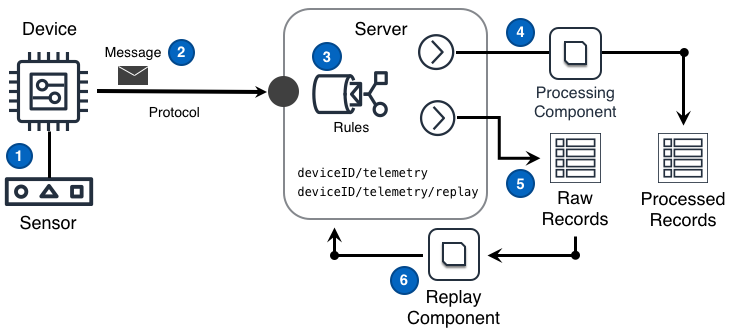 Device
Server
Message
2
3
4
Protocol
Rules
Processing
Component
1
deviceID/telemetry
deviceID/telemetry/replay
5
Sensor
Raw
Records
Processed
Records
6
Replay
Component